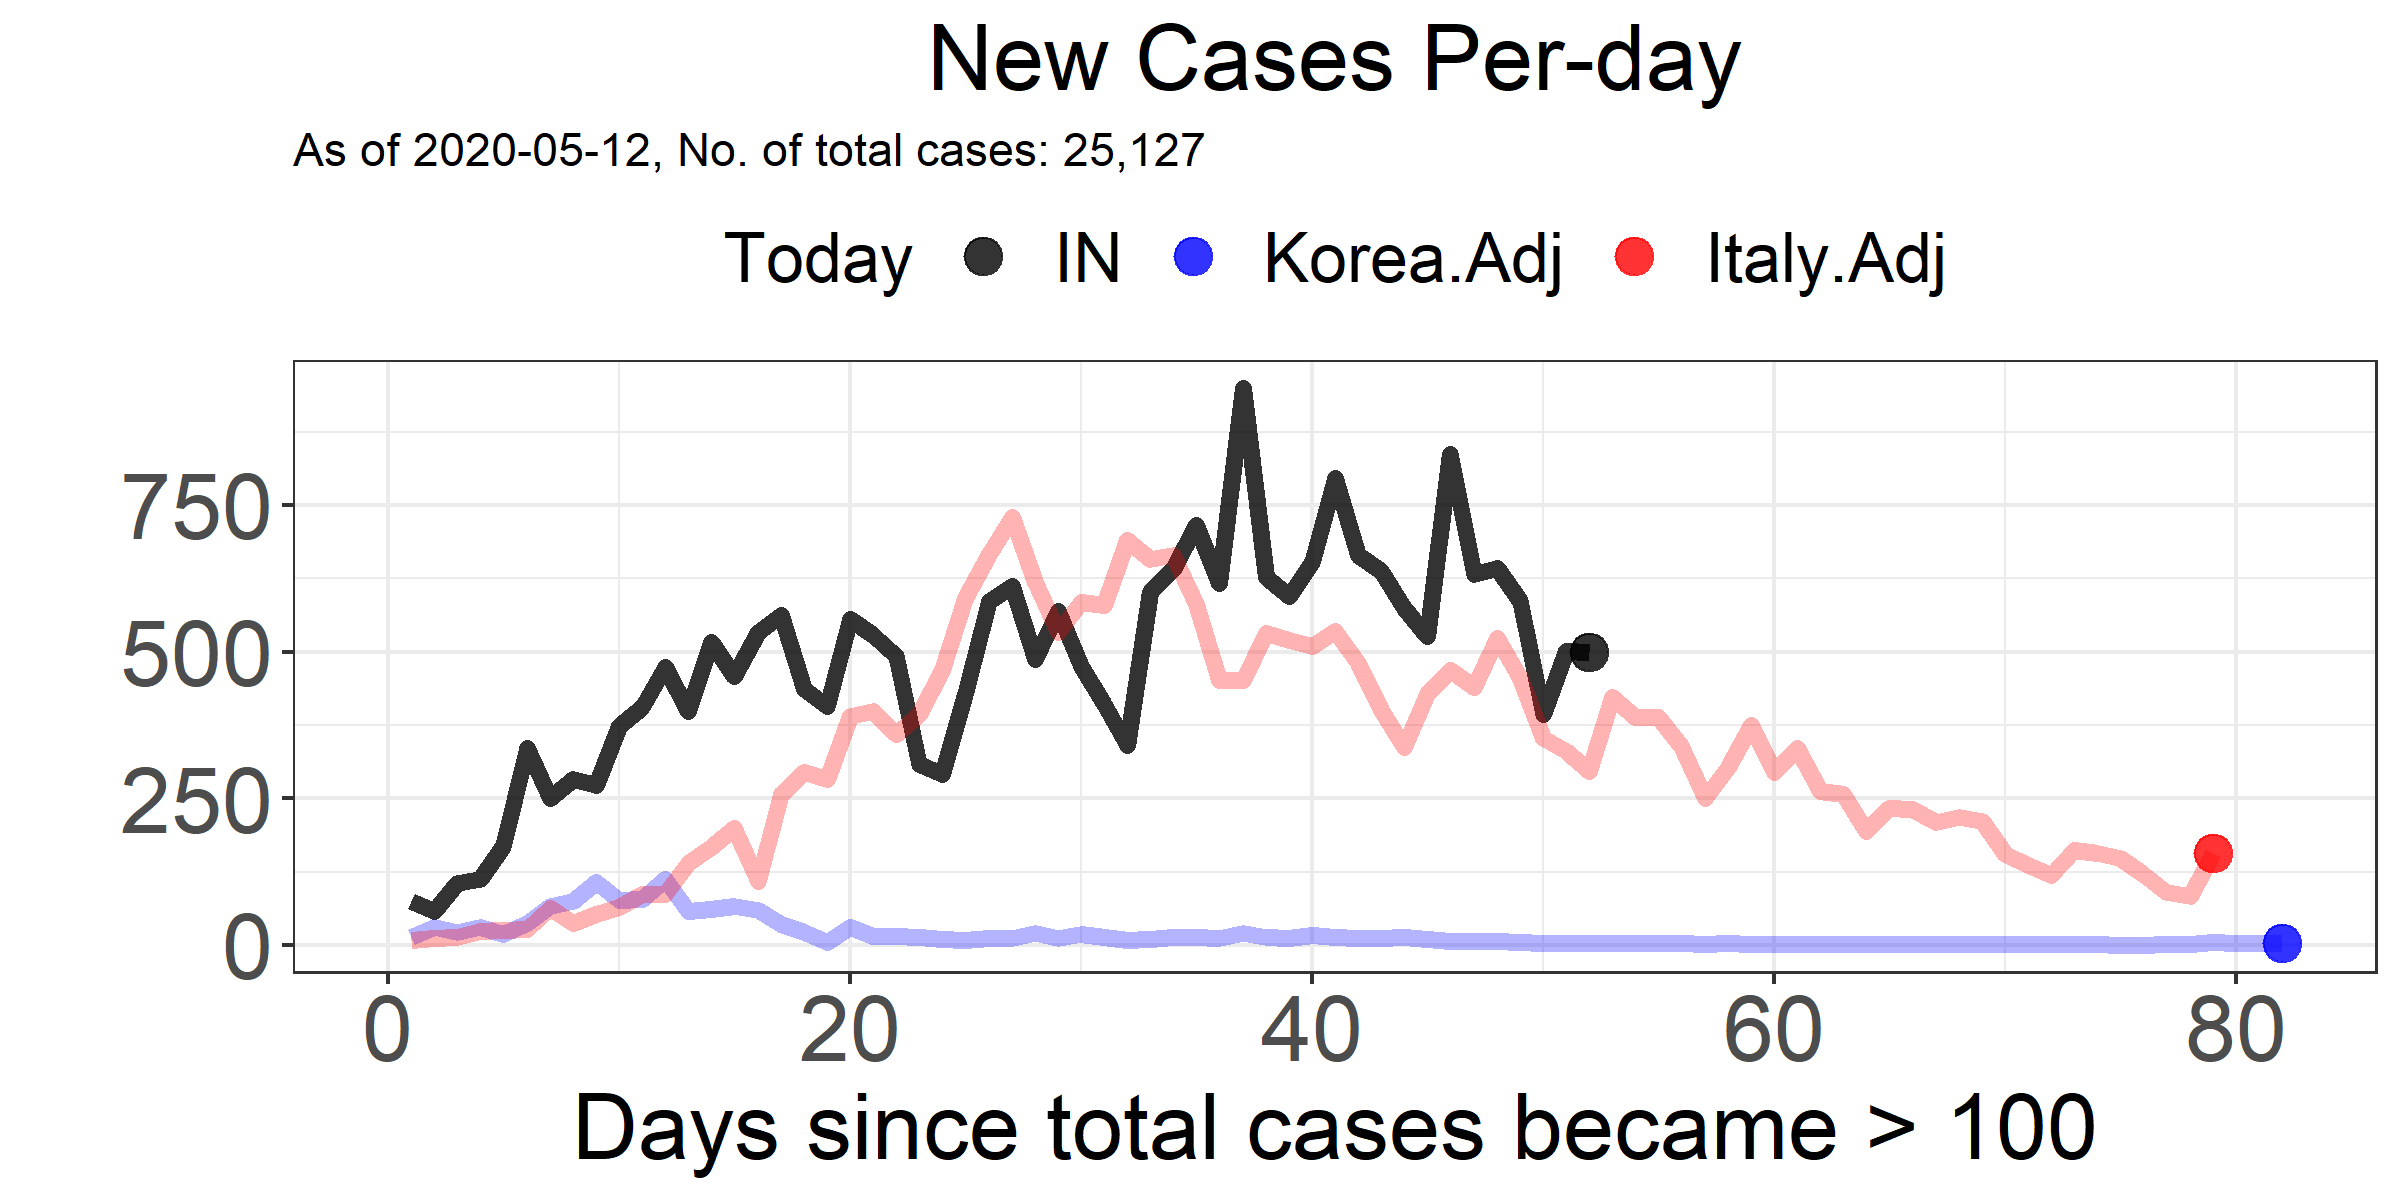 New Cases Per-day
As of 2020-05-12, No. of total cases: 25,127
Today IN Korea.Adj Italy.Adj
750
500
250
0
0 20 40 60 80
Days since total cases became > 100